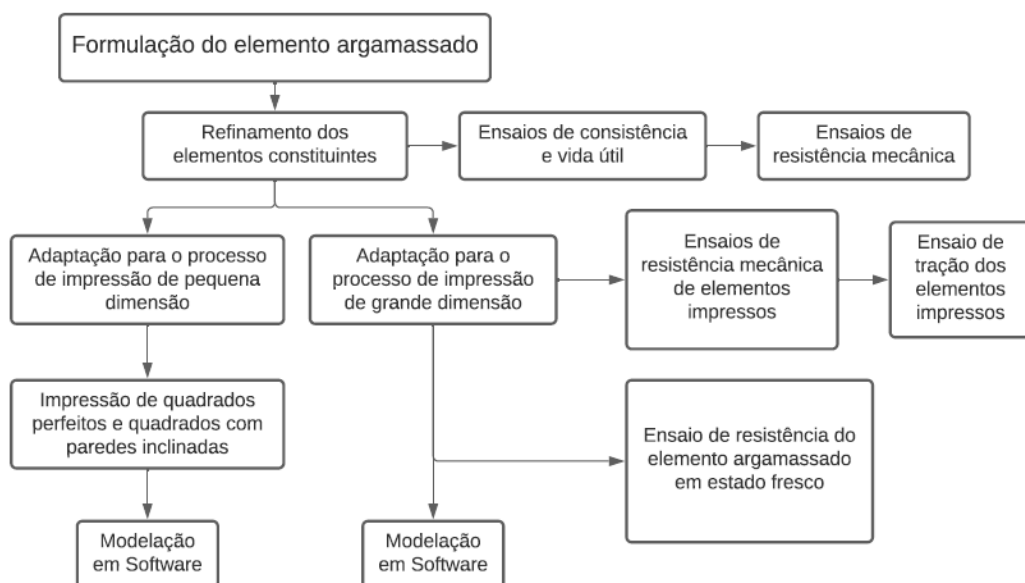 Formulação do elemento argamassado
Refinamento dos
elementos constituintes
Ensaios de consistência
e vida útil
Ensaios de
resistência mecânica
Adaptação para o processo
de impressão de pequena
dimensão
Adaptação para o
processo de impressão
de grande dimensão
Ensaios de
resistência mecânica
de elementos
impressos
Ensaio de
tração dos
elementos
impressos
Impressão de quadrados
perfeitos e quadrados com
paredes inclinadas
Ensaio de resistência do
elemento argamassado
em estado fresco
Modelação
em Software
Modelação
em Software